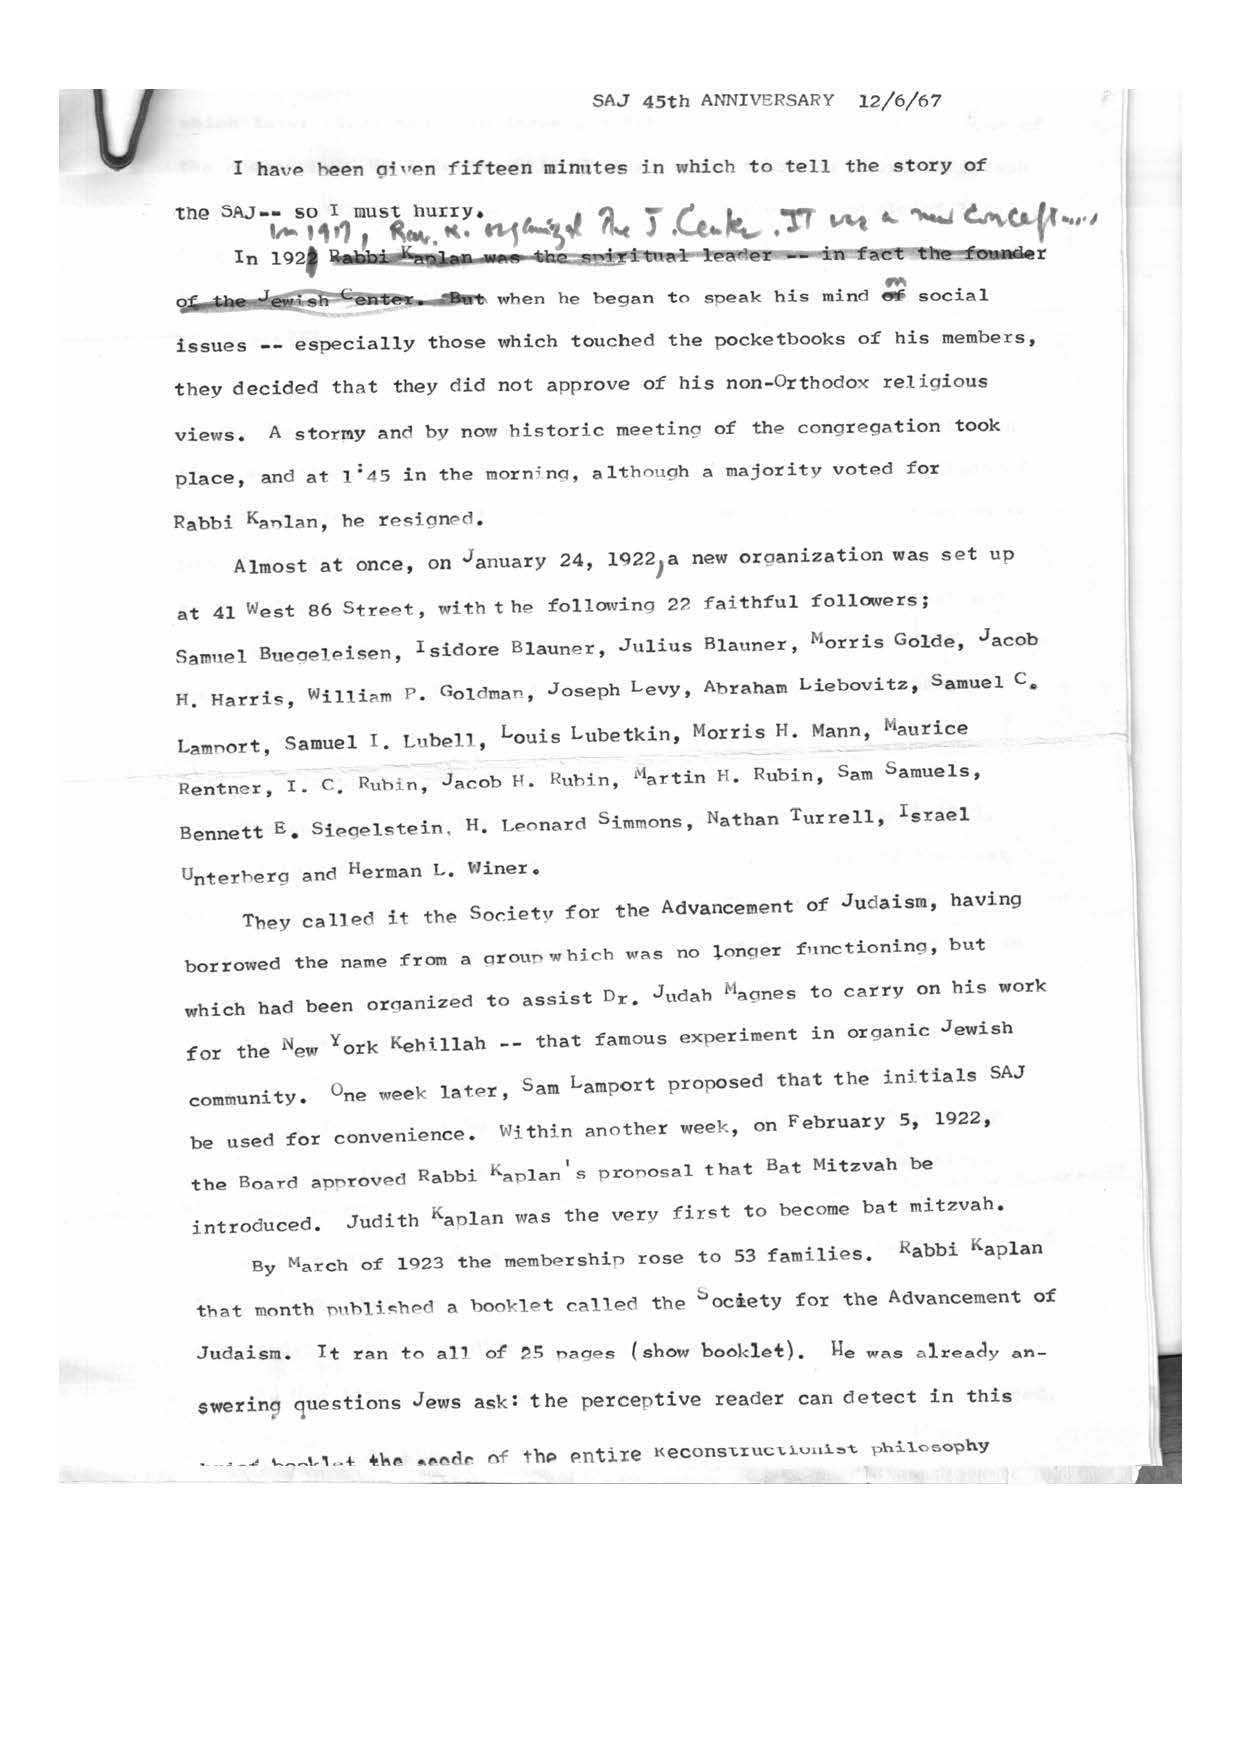 SAJ 45th ANNIVERSARY 12/6/67
I have been given fifteen minutes in which to tell the story of
the SAJ-- so I must hurry.
In 1917, Rav. K. organized The J. Center. IT was a new concept.....
In 192 Rabbi Kaplan was the spiritual leader -- in fact the founder
of the Jewish Center. But when he began to speak his mind of on social
issues -- especially those which touched the pocketbooks of his members,
they decided that they did not approve of his non-Orthodox religious
views. A stormy and by now historic meeting of the congregation took
place, and at 1:45 in the morning, although a majority voted for
Rabbi Kaplan, he resigned.
Almost at once, on January 24, 1922, a new organization was set up
at 41 West 86 Street, with t he following 22 faithful followers;
Samuel Buegeleisen, Isidore Blauner, Julius Blauner, Morris Golde, Jacob
H. Harris, William P. Goldman, Joseph Levy, Abraham Liebovitz, Samuel C.
Lamport, Samuel I. Lubell, Louis Lubetkin, Morris H. Mann, Maurice
Rentner, I. C. Rubin, Jacob H. Rubin, Martin H. Rubin, Sam Samuels,
Bennett E. Siegelstein, H. Leonard Simmons, Nathan Turrell, Israel
Unterberg and Herman L. Winer.
They called it the Society for the Advancement of Judaism, having
borrowed the name from a group which was no longer functioning, but
which had been organized to assist Dr. Judah Magnes to carry on his work
for the New York Kehillah -- that famous experiment in organic Jewish
community. One week later, Sam Lamport proposed that the initials SAJ
be used for convenience. Within another week, on February 5, 1922,
the Board approved Rabbi Kaplan's proposal that Bat Mitzvah be
introduced. Judith Kaplan was the very first to become bat mitzvah.
By March of 1923 the membership rose to 53 families. Rabbi Kaplan
that month published a booklet called the Society for the Advancement of
Judaism. It ran to all of 25 pages (show booklet). He was already an-
swering questions Jews ask: the perceptive reader can detect in this
booklet the seeds of the entire Reconstructionist philosophy